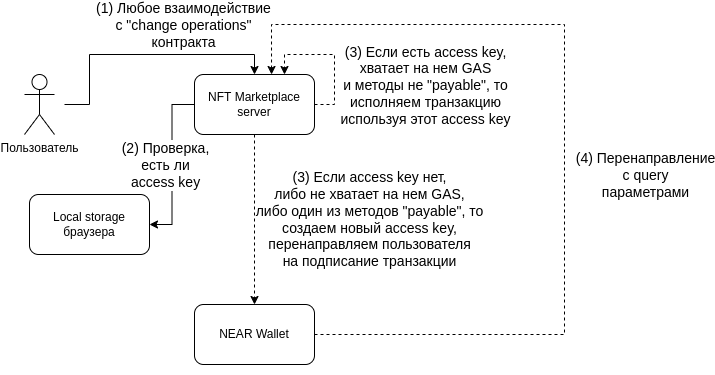 (1) Любое взаимодействие
с "change operations"
контракта
(3) Если есть access key,
хватает на нем GAS
и методы не "payable", то
исполняем транзакцию
используя этот access key
NFT Marketplace
server
Пользователь
(2) Проверка,
есть ли
access key
(4) Перенаправление
с query
параметрами
(3) Если access key нет,
либо не хватает на нем GAS,
либо один из методов "payable", то
создаем новый access key,
перенаправляем пользователя
на подписание транзакции
Local storage
браузера
NEAR Wallet